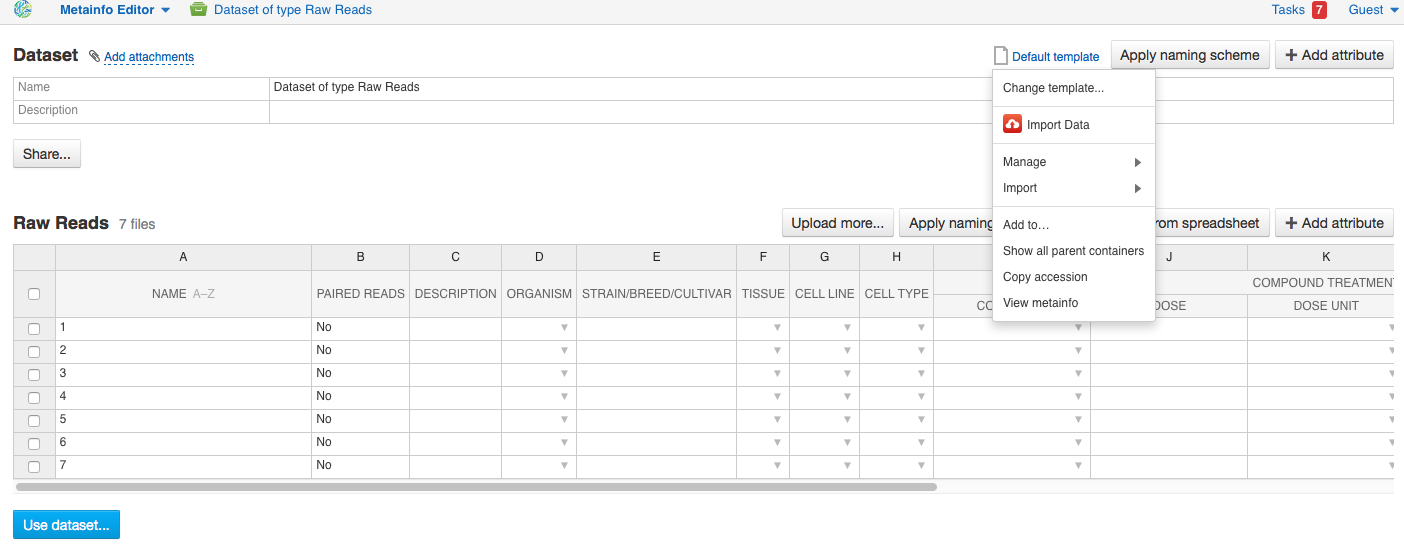 Metainfo Editor Dataset of type Raw Reads Tasks 7 Guest
Dataset Add attachments Default template Apply naming scheme + Add attribute
Name Dataset of type Raw Reads
Description
Change template...
Import Data
Share...
Manage
Import
Raw Reads 7 files Upload more... Apply naming rom spreadsheet + Add attribute
Add to…
Show all parent containers
Copy accession
View metainfo
A B C D E F G H J K
NAME A–Z PAIRED READS DESCRIPTION ORGANISM STRAIN/BREED/CULTIVAR TISSUE CELL LINE CELL TYPE COMPOUND TREATMEN
CO DOSE DOSE UNIT
1 No
2 No
3 No
4 No
5 No
6 No
7 No
Use dataset...